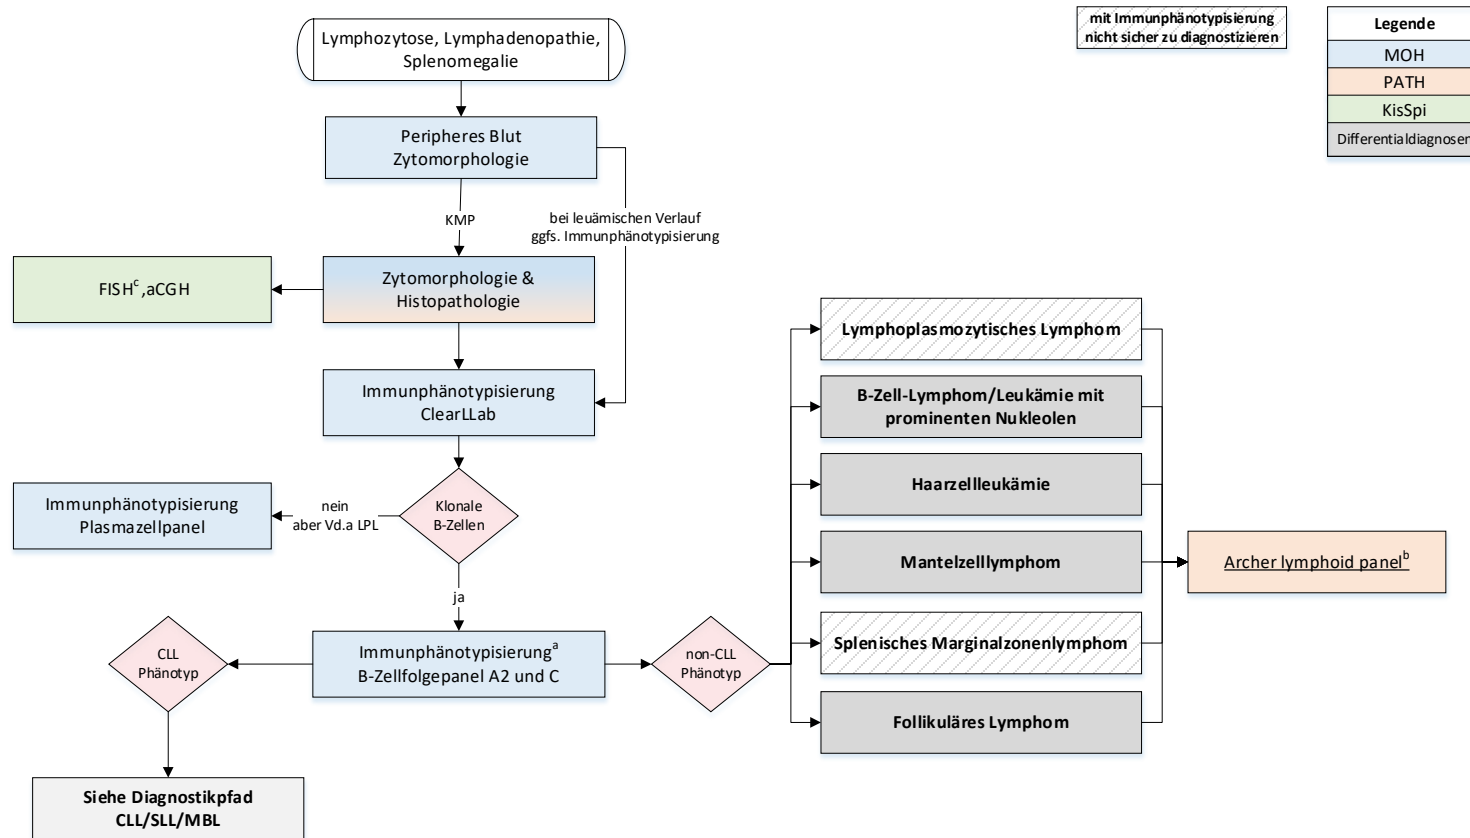 Lymphozytose, Lymphadenopathie,
Splenomegalie
mit Immunphänotypisierung
nicht sicher zu diagnostizieren
Legende
MOH
PATH
KisSpi
Differentialdiagnosen
Peripheres Blut
Zytomorphologie
KMP
bei leuämischen Verlauf
ggfs. Immunphänotypisierung
FISHᶜ,aCGH
Zytomorphologie &
Histopathologie
Immunphänotypisierung
ClearLLab
Klonale
B-Zellen
nein
aber Vd.a LPL
Immunphänotypisierung
Plasmazellpanel
ja
CLL
Phänotyp
Immunphänotypisierungᵃ
B-Zellfolgepanel A2 und C
non-CLL
Phänotyp
Siehe Diagnostikpfad
CLL/SLL/MBL
Lymphoplasmozytisches Lymphom
B-Zell-Lymphom/Leukämie mit
prominenten Nukleolen
Haarzellleukämie
Mantelzelllymphom
Splenisches Marginalzonenlymphom
Follikuläres Lymphom
Archer lymphoid panelᵇ